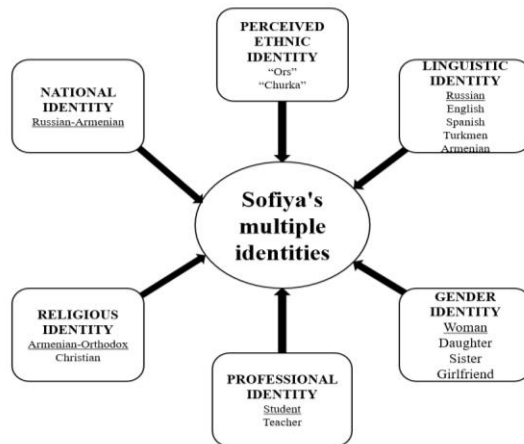 PERCEIVED
ETHNIC
IDENTITY
“Ors”
“Churka”
NATIONAL
IDENTITY
Russian-Armenian
LINGUISTIC
IDENTITY
Russian
English
Spanish
Turkmen
Armenian
Sofiya's
multiple
identities
RELIGIOUS
IDENTITY
Armenian-Orthodox
Christian
PROFESSIONAL
IDENTITY
Student
Teacher
GENDER
IDENTITY
Woman
Daughter
Sister
Girlfriend